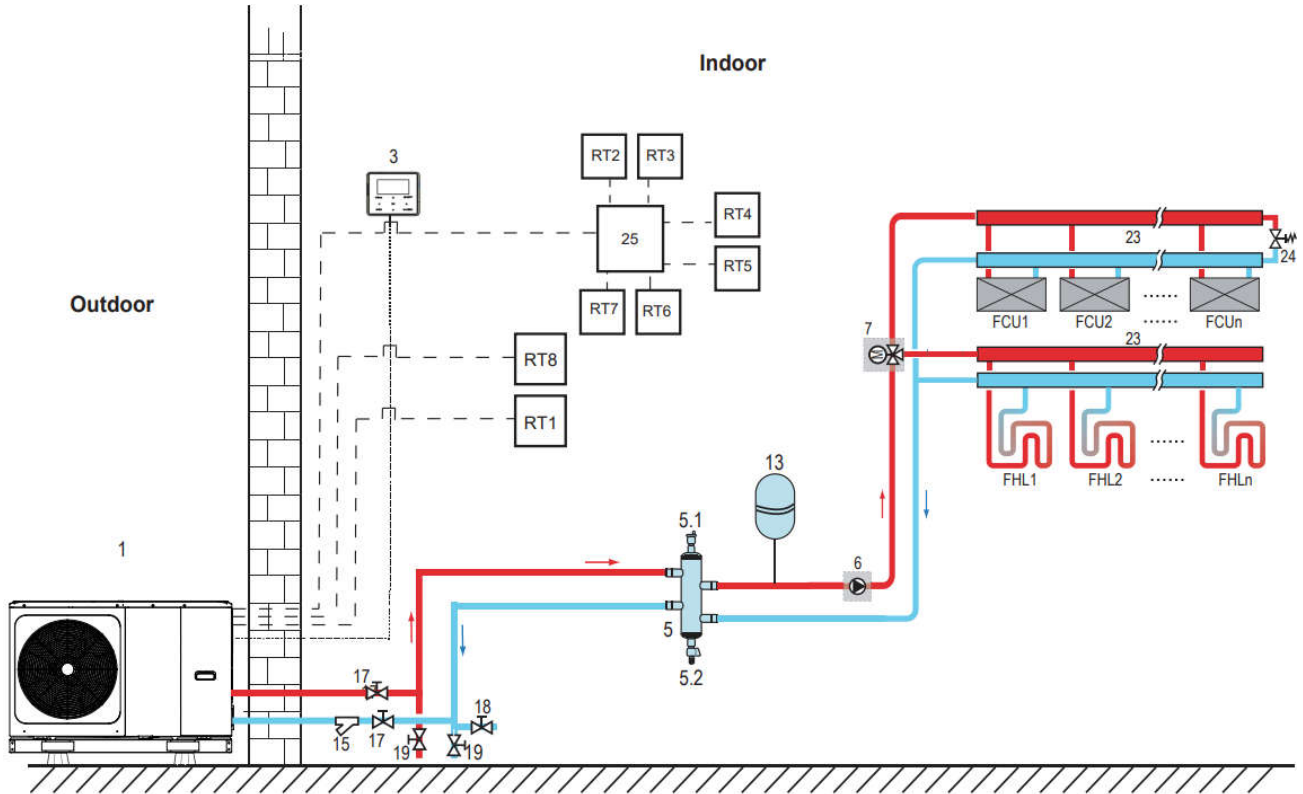 Indoor
Outdoor
3
RT2
RT3
25
RT4
RT5
RT7
RT6
RT8
RT1
23
24
FCU1
FCU2
......
......
FCUn
7
M
23
FHL1
FHL2
......
......
FHLn
13
5.1
6
5
5.2
1
17
18
15
17
19
19